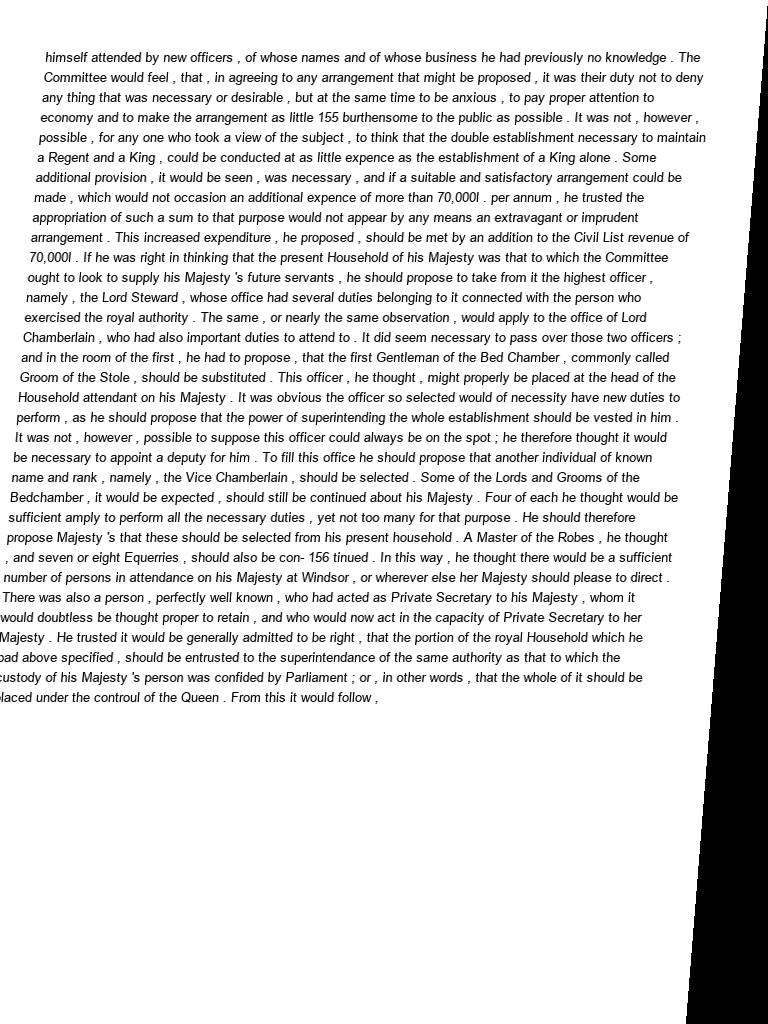 himself attended by new officers , of whose names and of whose business he had previously no knowledge . The
Committee would feel , that , in agreeing to any arrangement that might be proposed , it was their duty not to deny
any thing that was necessary or desirable , but at the same time to be anxious , to pay proper attention to
economy and to make the arrangement as little 155 burthensome to the public as possible . It was not , however ,
possible , for any one who took a view of the subject , to think that the double establishment necessary to maintain
a Regent and a King , could be conducted at as little expence as the establishment of a King alone . Some
additional provision , it would be seen , was necessary , and if a suitable and satisfactory arrangement could be
made , which would not occasion an additional expence of more than 70,000l . per annum , he trusted the
appropriation of such a sum to that purpose would not appear by any means an extravagant or imprudent
arrangement . This increased expenditure , he proposed , should be met by an addition to the Civil List revenue of
70,000l . If he was right in thinking that the present Household of his Majesty was that to which the Committee
ought to look to supply his Majesty 's future servants , he should propose to take from it the highest officer ,
namely , the Lord Steward , whose office had several duties belonging to it connected with the person who
exercised the royal authority . The same , or nearly the same observation , would apply to the office of Lord
Chamberlain , who had also important duties to attend to . It did seem necessary to pass over those two officers ;
and in the room of the first , he had to propose , that the first Gentleman of the Bed Chamber , commonly called
Groom of the Stole , should be substituted . This officer , he thought , might properly be placed at the head of the
Household attendant on his Majesty . It was obvious the officer so selected would of necessity have new duties to
perform , as he should propose that the power of superintending the whole establishment should be vested in him .
It was not , however , possible to suppose this officer could always be on the spot ; he therefore thought it would
be necessary to appoint a deputy for him . To fill this office he should propose that another individual of known
name and rank , namely , the Vice Chamberlain , should be selected . Some of the Lords and Grooms of the
Bedchamber , it would be expected , should still be continued about his Majesty . Four of each he thought would be
sufficient amply to perform all the necessary duties , yet not too many for that purpose . He should therefore
propose Majesty 's that these should be selected from his present household . A Master of the Robes , he thought
, and seven or eight Equerries , should also be con- 156 tinued . In this way , he thought there would be a sufficient
number of persons in attendance on his Majesty at Windsor , or wherever else her Majesty should please to direct .
There was also a person , perfectly well known , who had acted as Private Secretary to his Majesty , whom it
would doubtless be thought proper to retain , and who would now act in the capacity of Private Secretary to her
Majesty . He trusted it would be generally admitted to be right , that the portion of the royal Household which he
above specified , should be entrusted to the superintendance of the same authority as that to which the
custody of his Majesty 's person was confided by Parliament ; or , in other words , that the whole of it should be
placed under the controul of the Queen . From this it would follow ,